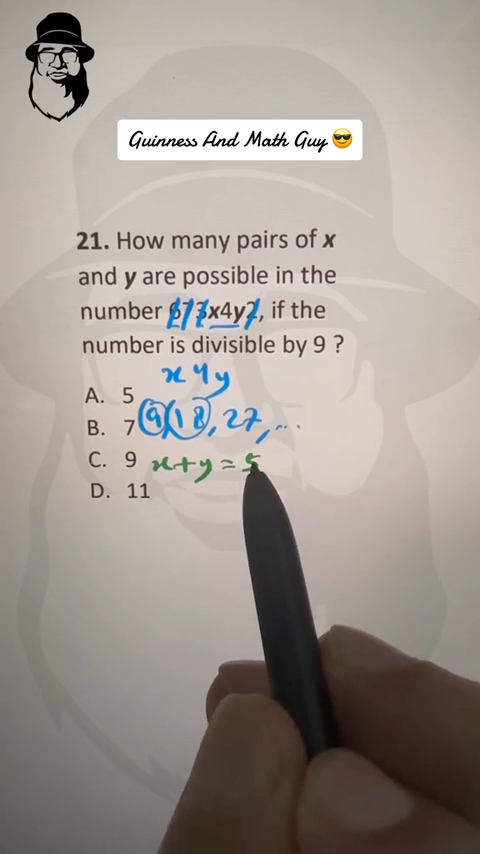 Guinness And Math Guy 😎
21. How many pairs of x
and y are possible in the
number 673x4y2, if the
number is divisible by 9 ?
x4y
A. 5
B. 7
9, 18, 27, ...
C. 9
x+y=5
D. 11